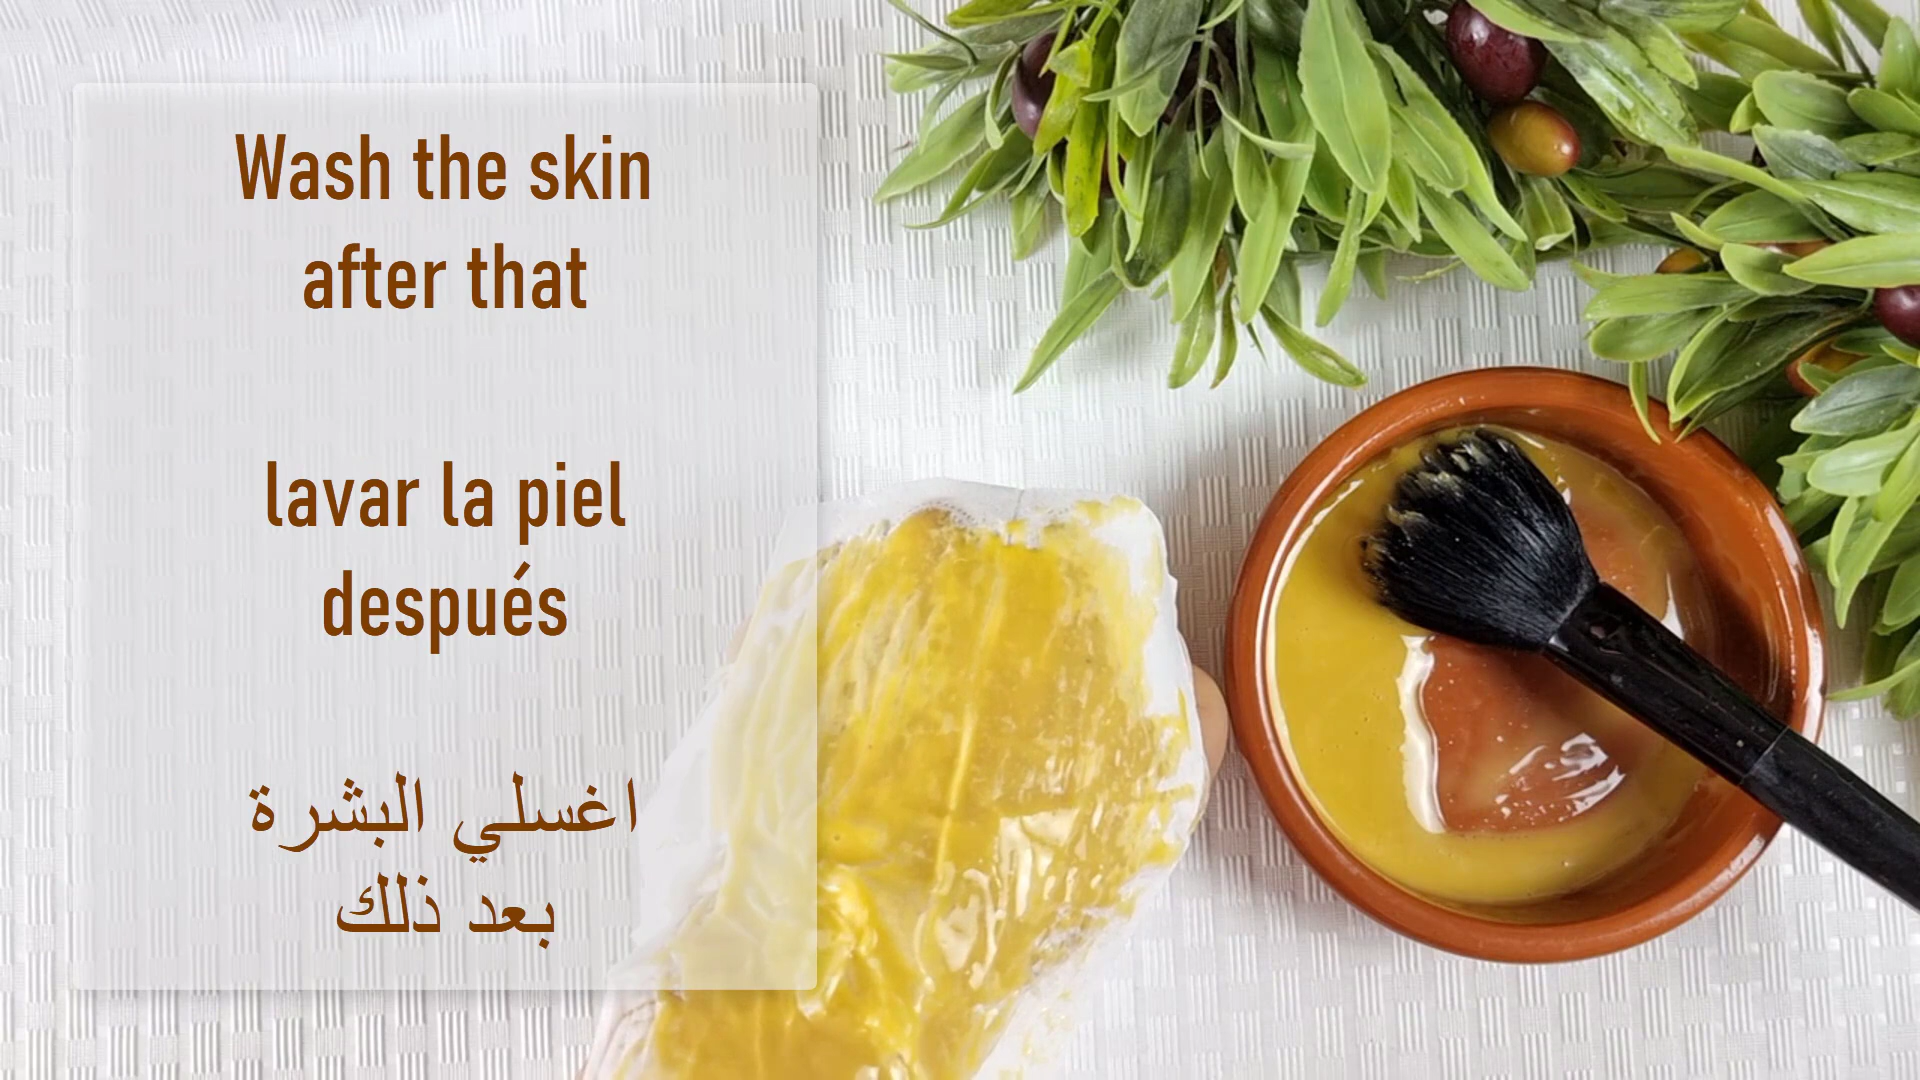 Wash the skin
after that
lavar la piel
después
اغسلي البشرة
بعد ذلك